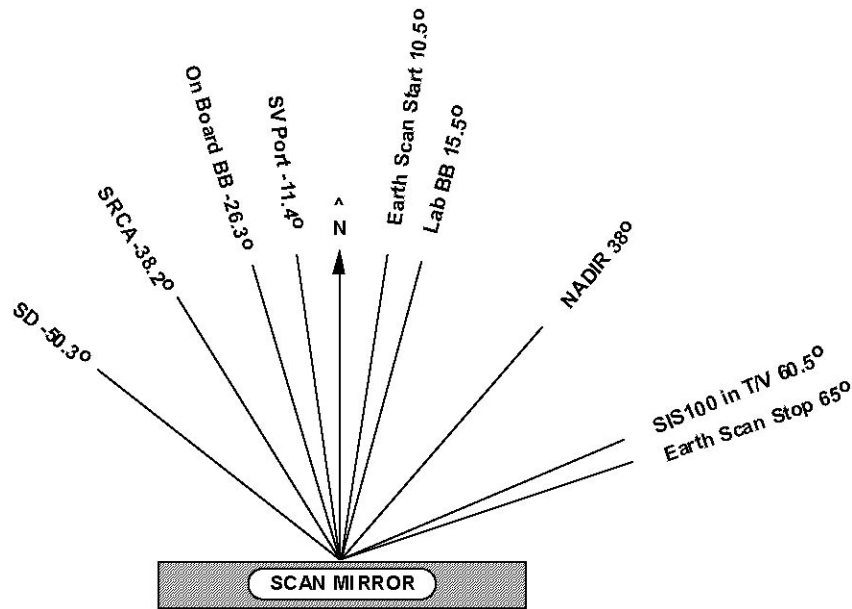 SD -50.3º
SRCA -38.2º
On Board BB -26.3º
SV Port -11.4º
^
N
Earth Scan Start 10.5º
Lab BB 15.5º
NADIR 38º
SIS100 in T/V 60.5º
Earth Scan Stop 65º
SCAN MIRROR